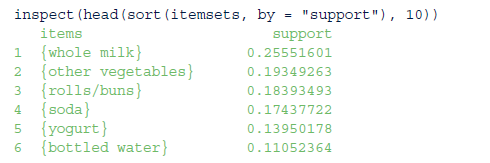 inspect(head(sort(itemsets, by = "support"), 10))
items support
1 {whole milk} 0.25551601
2 {other vegetables} 0.19349263
3 {rolls/buns} 0.18393493
4 {soda} 0.17437722
5 {yogurt} 0.13950178
6 {bottled water} 0.11052364